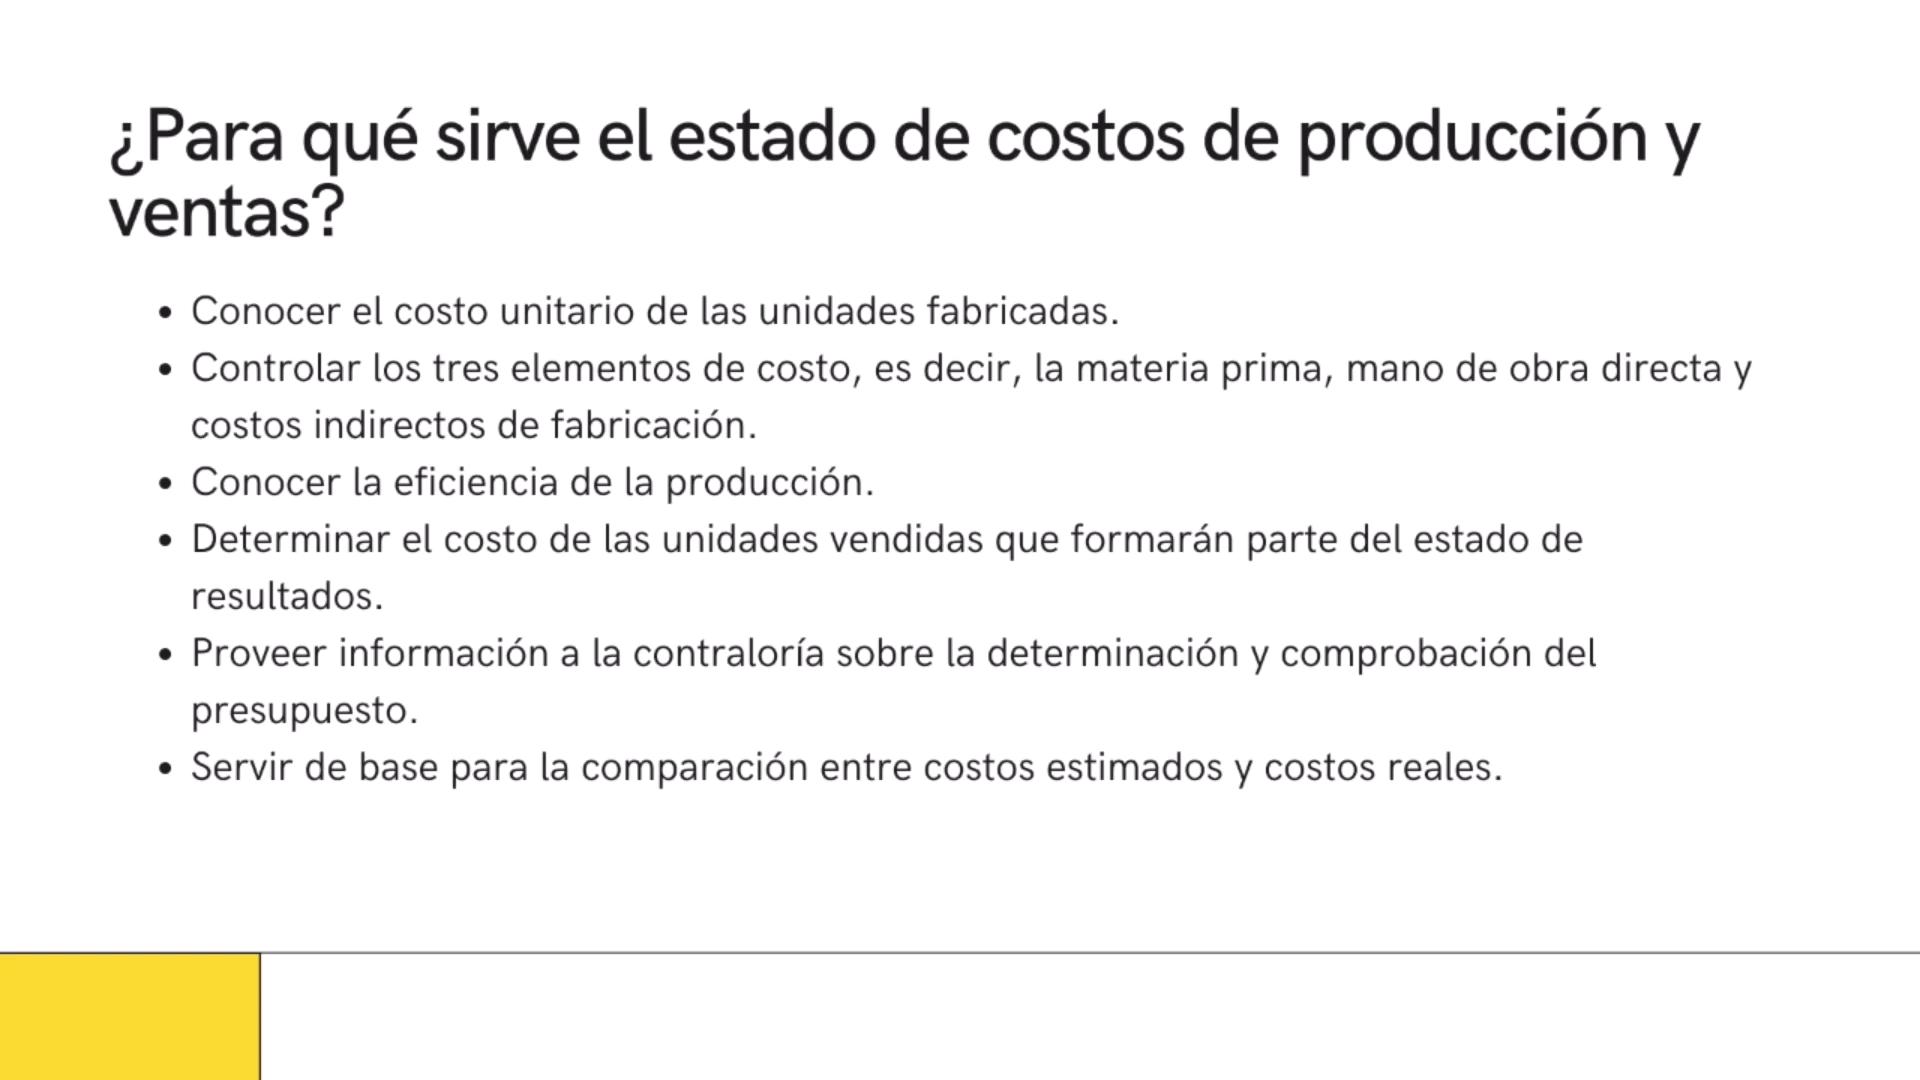 ¿Para qué sirve el estado de costos de producción y
ventas?
• Conocer el costo unitario de las unidades fabricadas.
• Controlar los tres elementos de costo, es decir, la materia prima, mano de obra directa y
costos indirectos de fabricación.
• Conocer la eficiencia de la producción.
• Determinar el costo de las unidades vendidas que formarán parte del estado de
resultados.
• Proveer información a la contraloría sobre la determinación y comprobación del
presupuesto.
• Servir de base para la comparación entre costos estimados y costos reales.